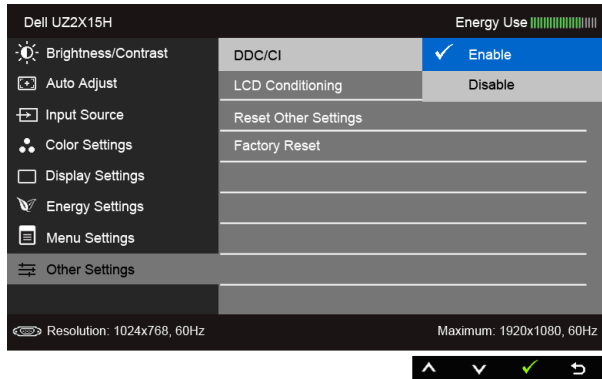 Dell UZ2X15H Energy Use
Brightness/Contrast DDC/CI Enable
Auto Adjust LCD Conditioning Disable
Input Source Reset Other Settings
Color Settings Factory Reset
Display Settings
Energy Settings
Menu Settings
Other Settings
Resolution: 1024x768, 60Hz Maximum: 1920x1080, 60Hz